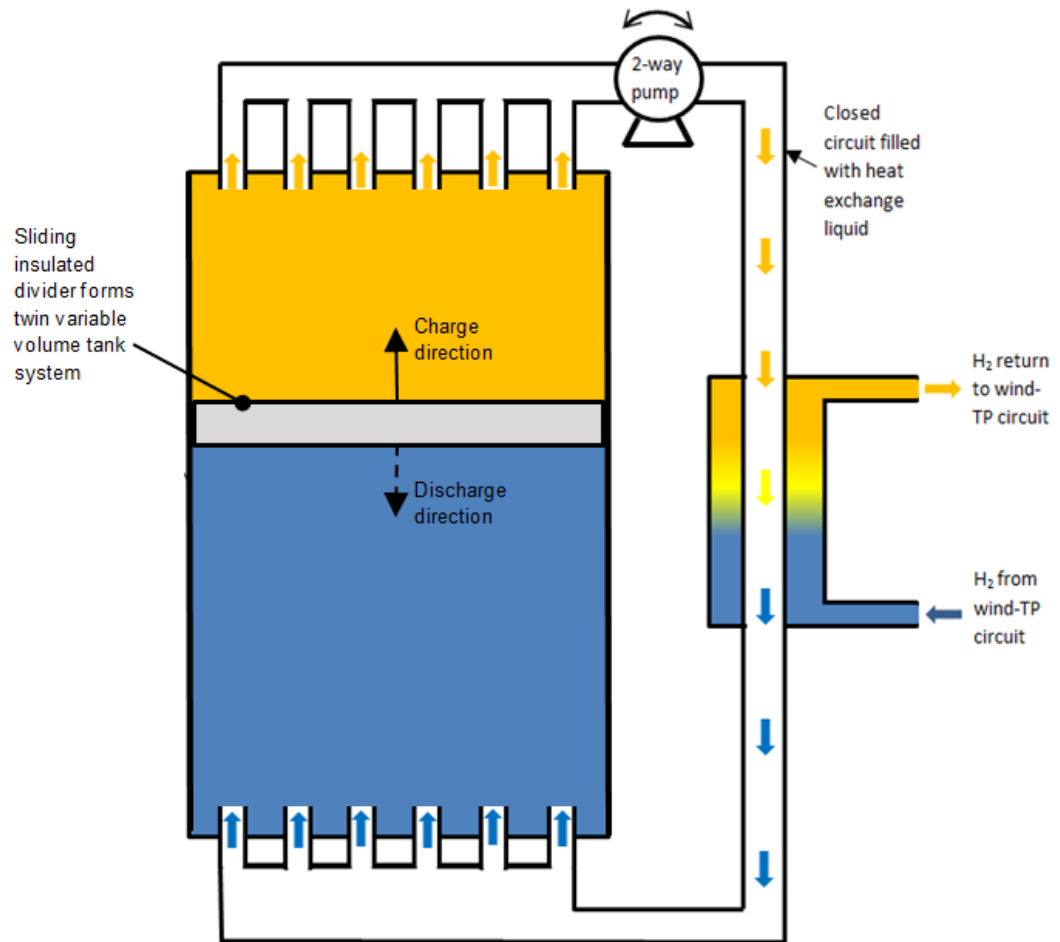 2-way
pump
Closed
circuit filled
with heat
exchange
liquid
Sliding
insulated
divider forms
twin variable
volume tank
system
Charge
direction
H₂ return
to wind-
TP circuit
Discharge
direction
H₂ from
wind-TP
circuit